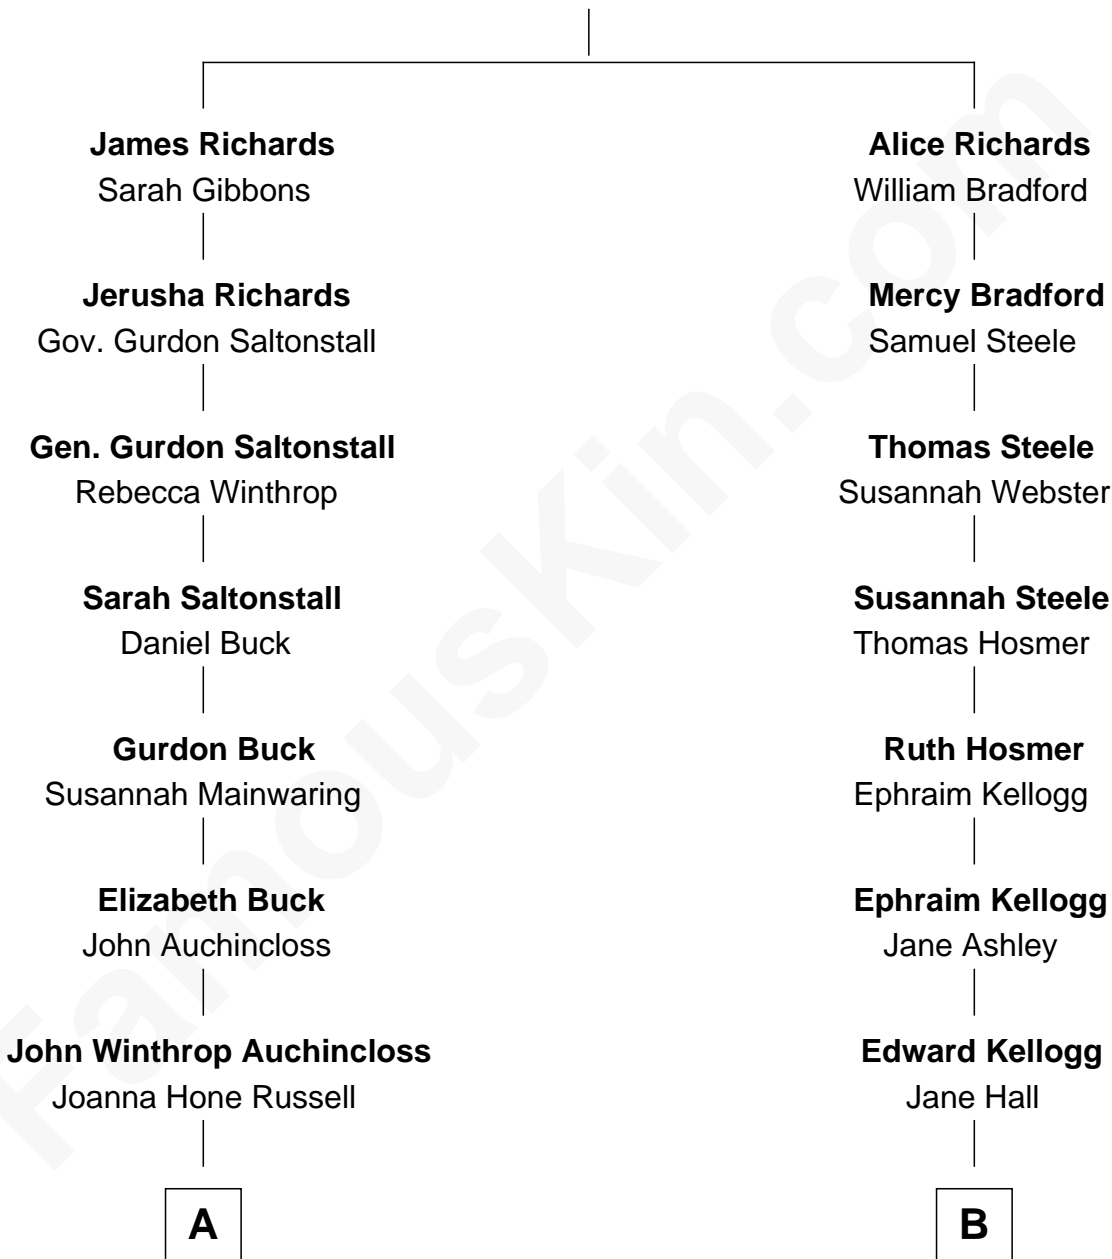 James Richards
Sarah Gibbons
Jerusha Richards
Gov. Gurdon Saltonstall
Gen. Gurdon Saltonstall
Rebecca Winthrop
Sarah Saltonstall
Daniel Buck
Gurdon Buck
Susannah Mainwaring
Elizabeth Buck
John Auchincloss
John Winthrop Auchincloss
Joanna Hone Russell
A
Alice Richards
William Bradford
Mercy Bradford
Samuel Steele
Thomas Steele
Susannah Webster
Susannah Steele
Thomas Hosmer
Ruth Hosmer
Ephraim Kellogg
Ephraim Kellogg
Jane Ashley
Edward Kellogg
Jane Hall
B
FamousKin.com